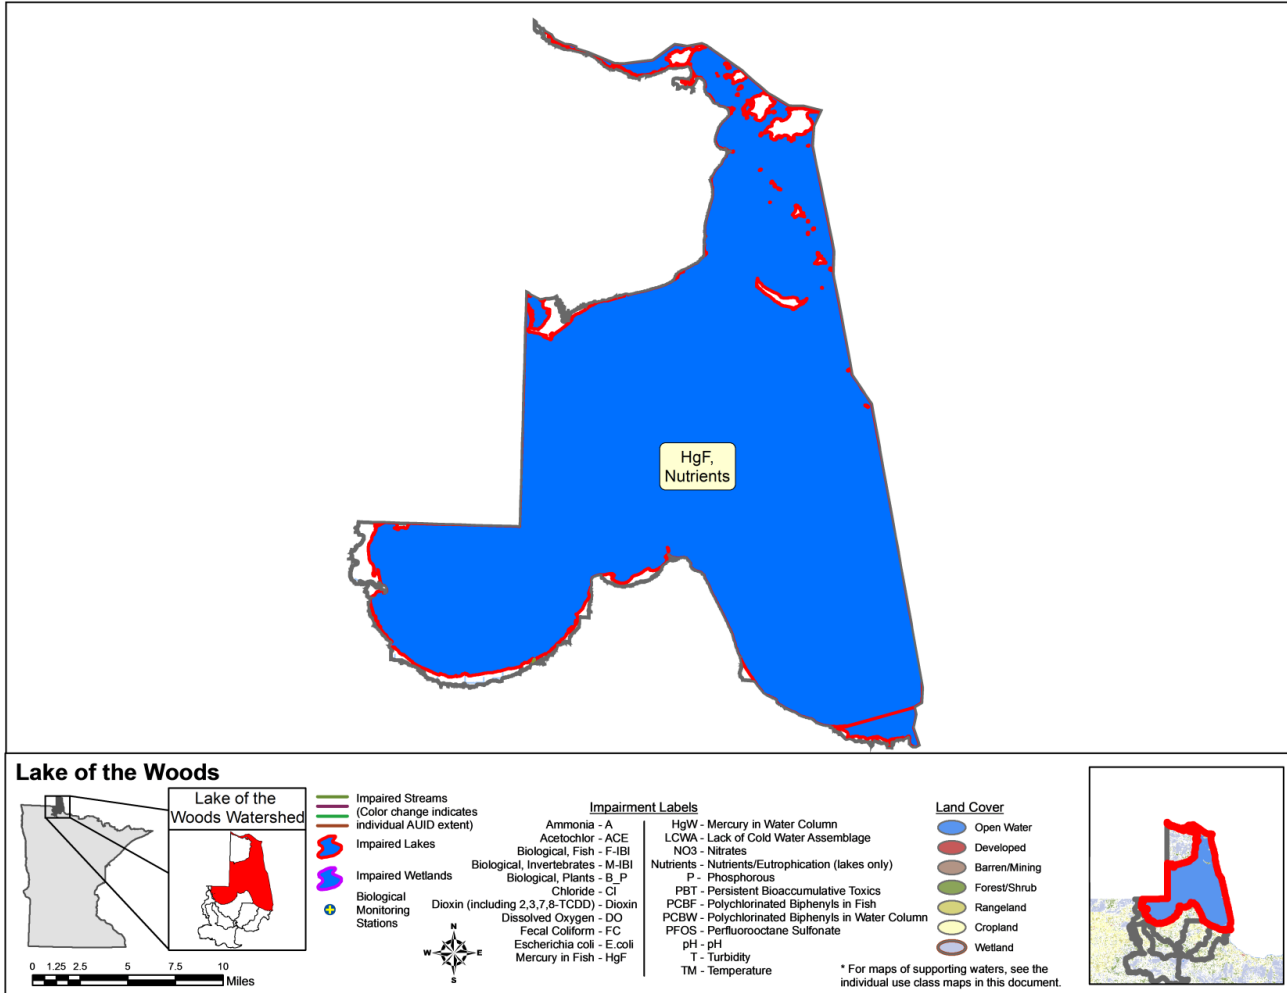 HgF,
Nutrients
Lake of the Woods
Lake of the
Woods Watershed
Impaired Streams
(Color change indicates
individual AUID extent)
Impaired Lakes
Impaired Wetlands
Biological
Monitoring
Stations
Impairment Labels
Ammonia - A
Acetochlor - ACE
Biological, Fish - F-IBI
Biological, Invertebrates - M-IBI
Biological, Plants - B_P
Chloride - Cl
Dioxin (including 2,3,7,8-TCDD) - Dioxin
Dissolved Oxygen - DO
Fecal Coliform - FC
Escherichia coli - E.coli
Mercury in Fish - HgF
HgW - Mercury in Water Column
LCWA - Lack of Cold Water Assemblage
NO3 - Nitrates
Nutrients - Nutrients/Eutrophication (lakes only)
P - Phosphorous
PBT - Persistent Bioaccumulative Toxics
PCBF - Polychlorinated Biphenyls in Fish
PCBW - Polychlorinated Biphenyls in Water Column
PFOS - Perfluorooctane Sulfonate
pH - pH
T - Turbidity
TM - Temperature
Land Cover
Open Water
Developed
Barren/Mining
Forest/Shrub
Rangeland
Cropland
Wetland
N
W E
S
0 1.25 2.5 5 7.5 10
Miles
* For maps of supporting waters, see the
individual use class maps in this document.